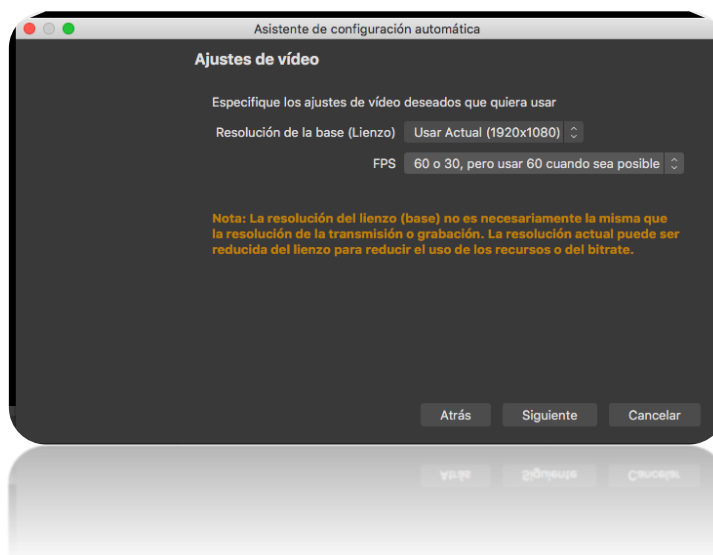 Asistente de configuración automática
Ajustes de vídeo
Especifique los ajustes de vídeo deseados que quiera usar
Resolución de la base (Lienzo) Usar Actual (1920x1080)
FPS 60 o 30, pero usar 60 cuando sea posible
Nota: La resolución del lienzo (base) no es necesariamente la misma que
la resolución de la transmisión o grabación. La resolución actual puede ser
reducida del lienzo para reducir el uso de los recursos o del bitrate.
Atrás Siguiente Cancelar